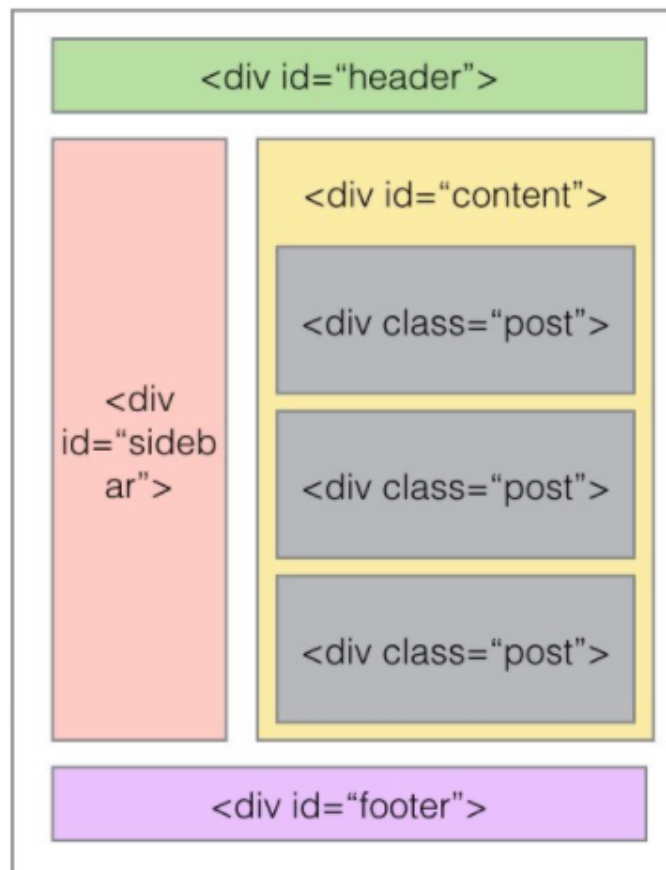 <div id=“header”>
<div
id=“sideb
ar”>
<div id=“content”>
<div class=“post”>
<div class=“post”>
<div class=“post”>
<div id=“footer”>